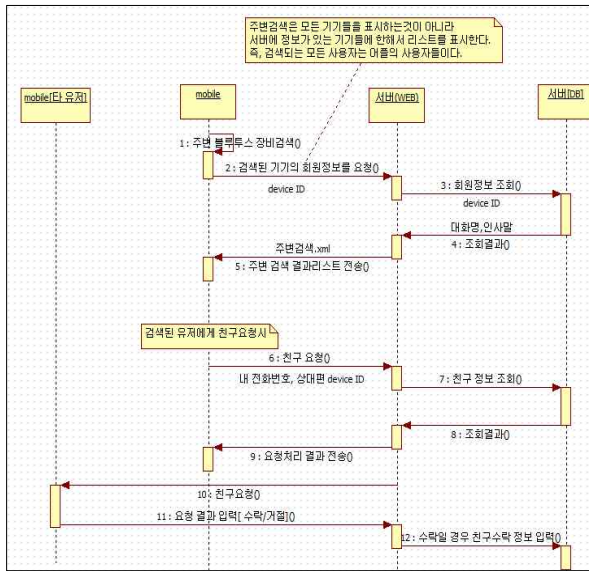 주변검색은 모든 기기들을 표시하는것이 아니라
서버에 정보가 있는 기기들에 한해서 리스트를 표시한다.
즉, 검색되는 모든 사용자는 어플의 사용자들이다.
mobile[타 유저]
mobile
서버(WEB)
서버(DB)
1 : 주변 블루투스 장비검색()
2 : 검색된 기기의 회원정보를 요청()
device ID
3 : 회원정보 조회()
device ID
대화명,인사말
4 : 조회결과()
주변검색.xml
5 : 주변 검색 결과리스트 전송()
검색된 유저에게 친구요청시
6 : 친구 요청()
내 전화번호, 상대편 device ID
7 : 친구 정보 조회()
8 : 조회결과()
9 : 요청처리 결과 전송()
10 : 친구요청()
11 : 요청 결과 입력[ 수락/거절]()
12 : 수락일 경우 친구수락 정보 입력()